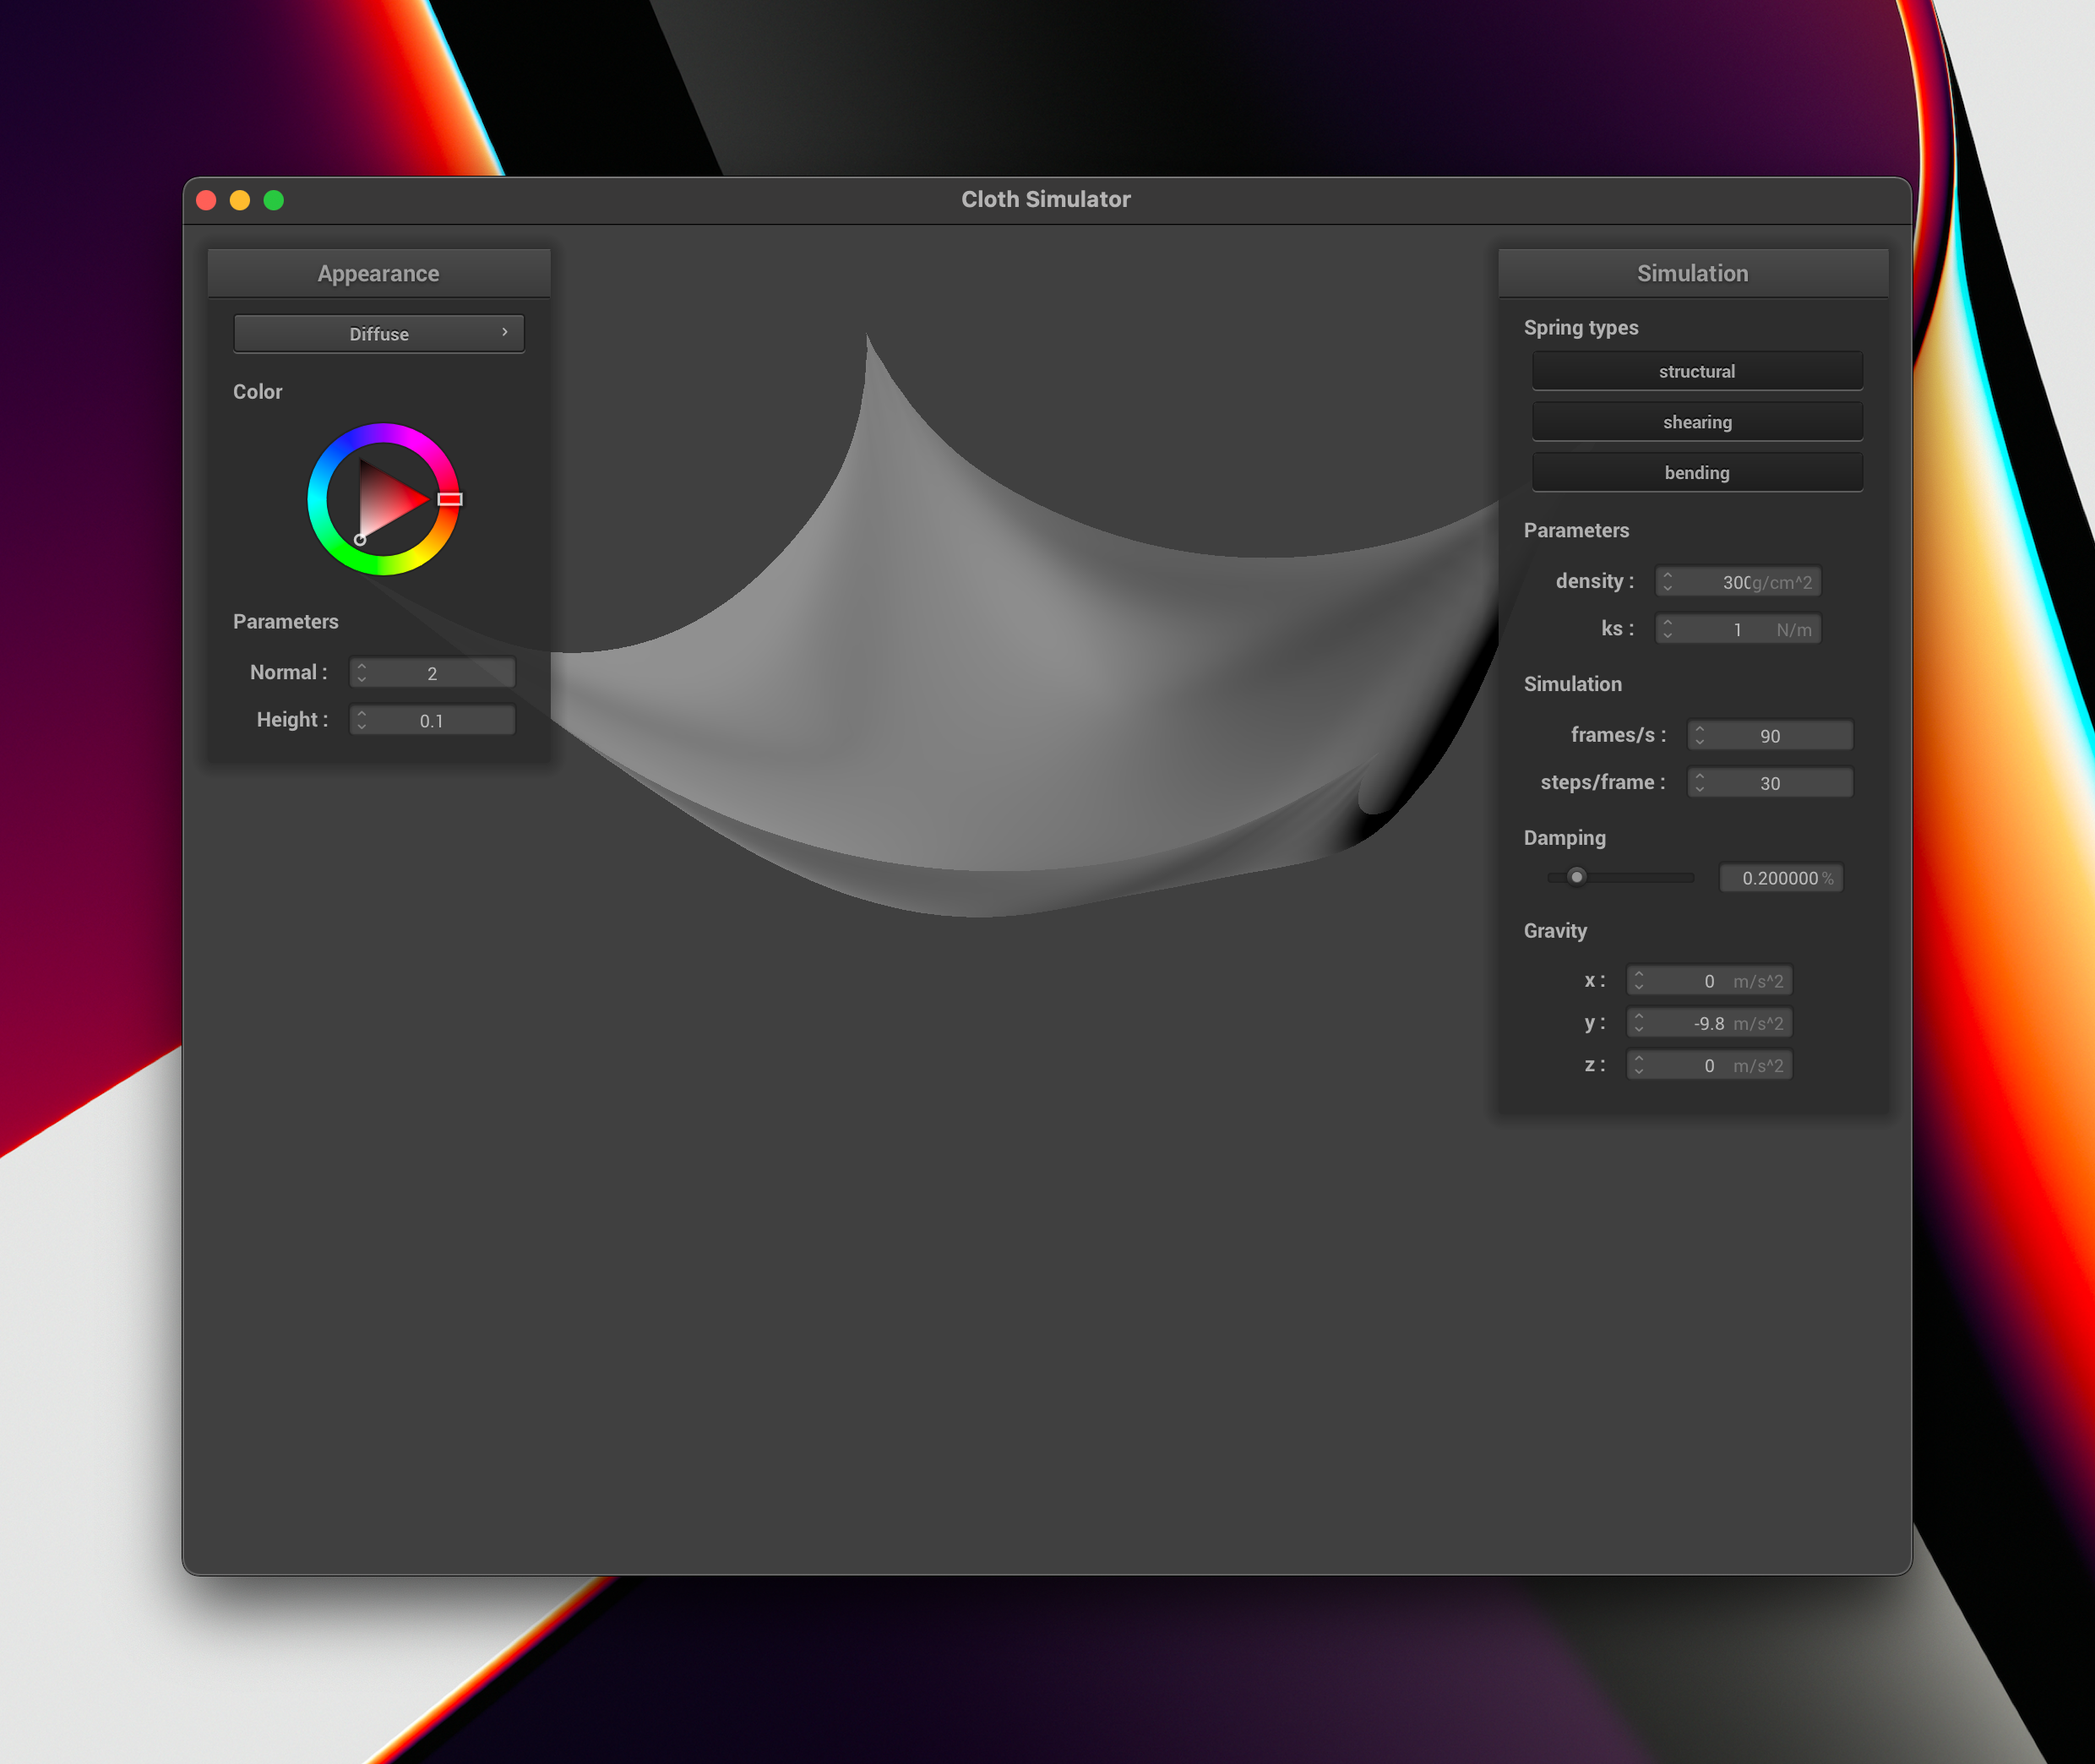 Cloth Simulator
Appearance
Diffuse
Color
Parameters
Normal : 2
Height : 0.1
Simulation
Spring types
structural
shearing
bending
Parameters
density : 300 g/cm^2
ks : 1 N/m
Simulation
frames/s : 90
steps/frame : 30
Damping
0.200000 %
Gravity
x : 0 m/s^2
y : -9.8 m/s^2
z : 0 m/s^2